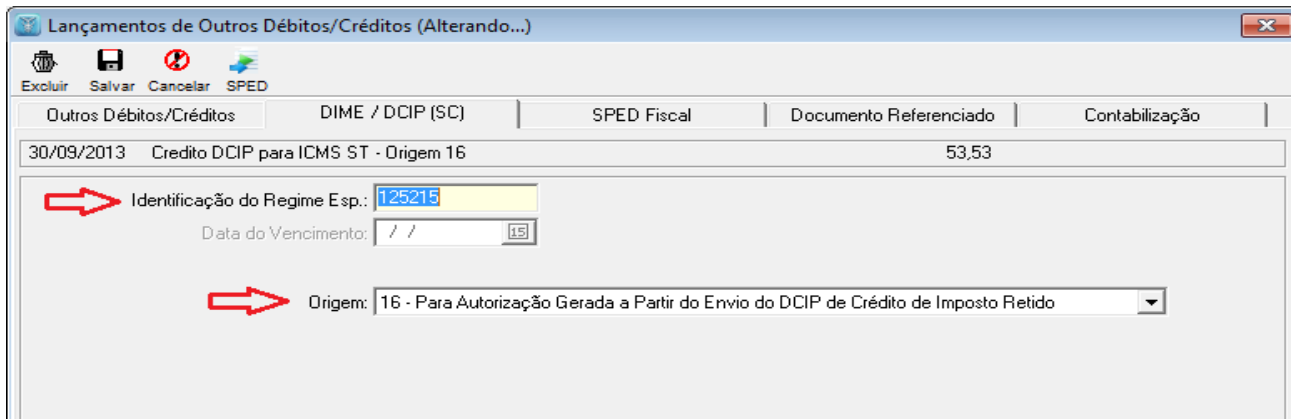 Lançamentos de Outros Débitos/Créditos (Alterando...)
Excluir Salvar Cancelar SPED
Outros Débitos/Créditos DIME / DCIP (SC) SPED Fiscal Documento Referenciado Contabilização
30/09/2013 Credito DCIP para ICMS ST - Origem 16 53,53
Identificação do Regime Esp.: 125215
Data do Vencimento: / / 15
Origem: 16 - Para Autorização Gerada a Partir do Envio do DCIP de Crédito de Imposto Retido